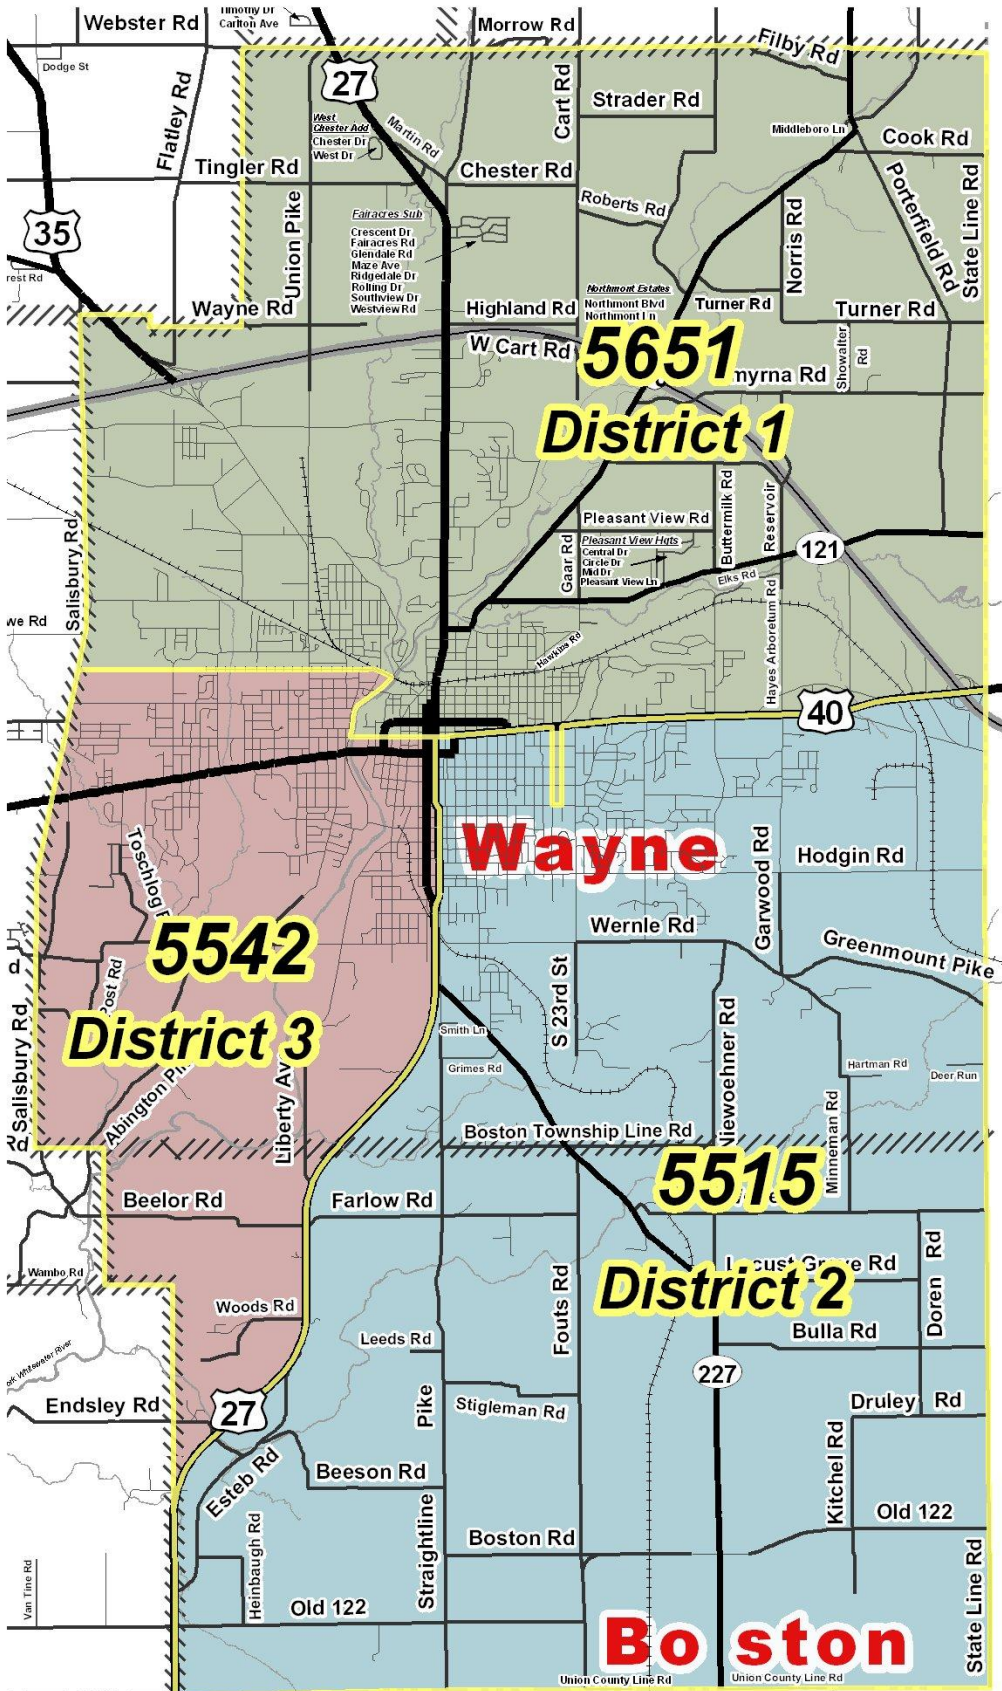 Timothy Dr
Carlton Ave
Webster Rd
Morrow Rd
Filby Rd
Dodge St
27
Flatley Rd
Cart Rd
Strader Rd
West
Chester Add
Chester Dr
West Dr
Martin Rd
Middleboro Ln
Cook Rd
Tingler Rd
Chester Rd
Porterfield Rd
State Line Rd
Roberts Rd
Union Pike
Norris Rd
35
Fairacres Sub
Crescent Dr
Fairacres Rd
Glendale Rd
Maze Ave
Ridgedale Dr
Rolling Dr
Southview Dr
Westview Rd
rest Rd
Northmont Estates
Northmont Blvd
Northmont Ln
Wayne Rd
Highland Rd
Turner Rd
Turner Rd
W Cart Rd
5651
myrna Rd
Showalter
Rd
District 1
Buttermilk Rd
Reservoir
Pleasant View Rd
Pleasant View Hgts
Central Dr
Circle Dr
Mid Dr
Pleasant View Ln
Gaar Rd
121
Elks Rd
Salisbury Rd
we Rd
Hawkins Rd
Hayes Arboretum Rd
40
Wayne
Toschlog
Garwood Rd
Hodgin Rd
Wernle Rd
5542
Greenmount Pike
d
Post Rd
S 23rd St
District 3
Smith Ln
Niewoehner Rd
Salisbury Rd
Grimes Rd
Hartman Rd
Deer Run
Abington Pi
Liberty Av
Minneman Rd
Rd
Boston Township Line Rd
5515
Beelor Rd
Farlow Rd
Wambo Rd
Locust Grove Rd
Doren Rd
District 2
Woods Rd
Fouts Rd
Leeds Rd
Bulla Rd
ork Whitewater River
227
Endsley Rd
27
Pike
Stigleman Rd
Druley Rd
Kitchel Rd
Esteb Rd
Beeson Rd
Old 122
Straightline
Boston Rd
Heinbaugh Rd
Van Tine Rd
Old 122
State Line Rd
Bo ston
Union County Line Rd
Union County Line Rd